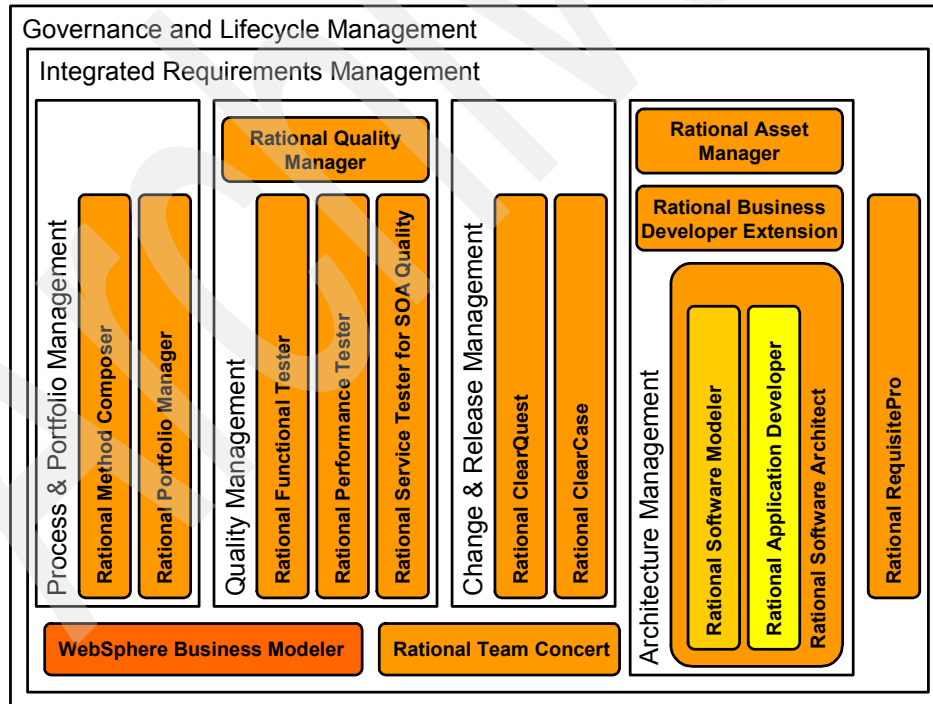 Governance and Lifecycle Management
Integrated Requirements Management
Process & Portfolio Management
Rational Method Composer
Rational Portfolio Manager
Quality Management
Rational Quality
Manager
Rational Functional Tester
Rational Performance Tester
Rational Service Tester for SOA Quality
Change & Release Management
Rational ClearQuest
Rational ClearCase
Architecture Management
Rational Asset
Manager
Rational Business
Developer Extension
Rational Software Modeler
Rational Application Developer
Rational Software Architect
Rational RequisitePro
WebSphere Business Modeler
Rational Team Concert